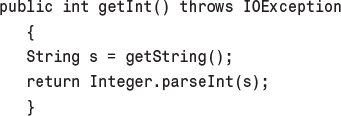 public int getInt() throws IOException
{
String s = getString();
return Integer.parseInt(s);
}